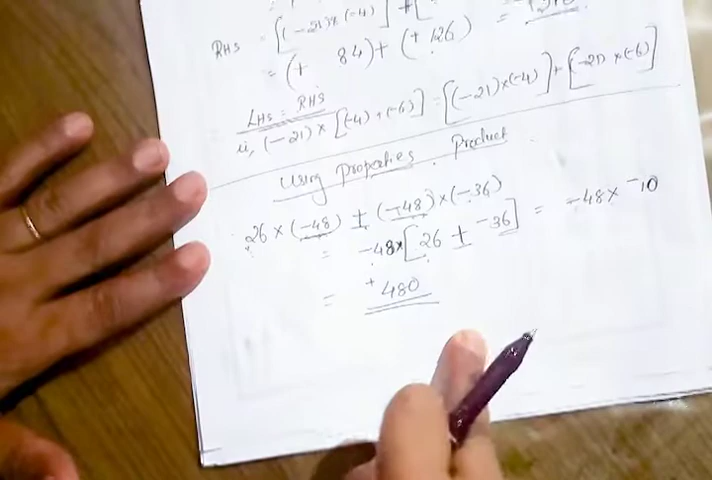 RHS = [(-21)×(-4)] + [
= (+ 84) + (+ 126) =
LHS = RHS
ii, (-21) × [(-4) + (-6)] = [(-21)×(-4)] + [(-21) × (-6)]
Using Properties . Product
26 × (-48) + (-48) × (-36)
= -48×[26 + -36] = -48 × -10
= +480